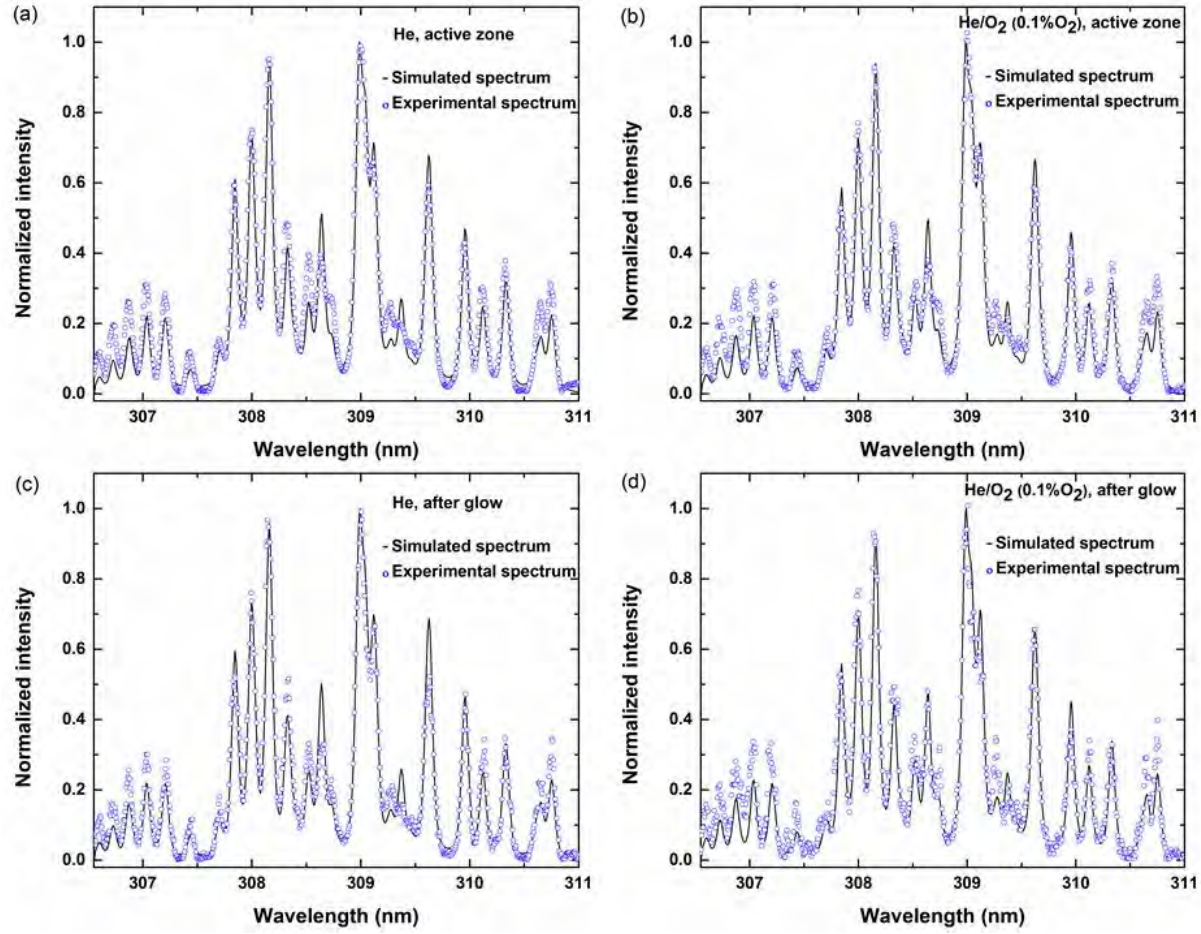 (a)
He, active zone
– Simulated spectrum
o Experimental spectrum
Normalized intensity
1.0
0.8
0.6
0.4
0.2
0.0
307 308 309 310 311
Wavelength (nm)
(b)
He/O2 (0.1%O2), active zone
– Simulated spectrum
o Experimental spectrum
Normalized intensity
1.0
0.8
0.6
0.4
0.2
0.0
307 308 309 310 311
Wavelength (nm)
(c)
He, after glow
– Simulated spectrum
o Experimental spectrum
Normalized intensity
1.0
0.8
0.6
0.4
0.2
0.0
307 308 309 310 311
Wavelength (nm)
(d)
He/O2 (0.1%O2), after glow
– Simulated spectrum
o Experimental spectrum
Normalized intensity
1.0
0.8
0.6
0.4
0.2
0.0
307 308 309 310 311
Wavelength (nm)